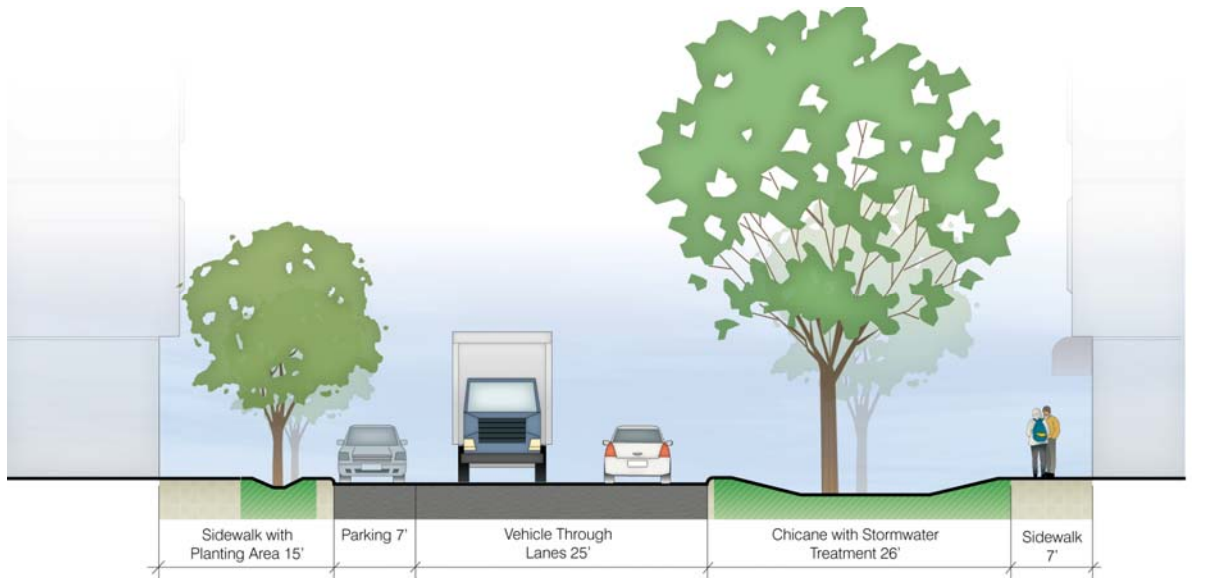 Sidewalk with
Planting Area 15'
Parking 7'
Vehicle Through
Lanes 25'
Chicane with Stormwater
Treatment 26'
Sidewalk
7'